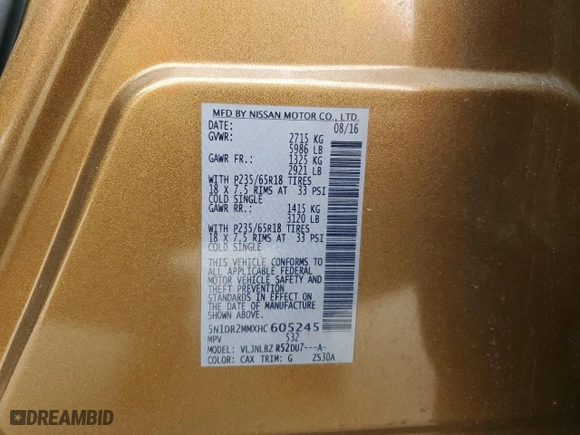 MFD BY NISSAN MOTOR CO., LTD.
DATE: 08/16
GVWR: 2715 KG
5986 LB
GAWR FR.: 1325 KG
2921 LB
WITH P235/65R18 TIRES
18 X 7.5 RIMS AT 33 PSI
COLD SINGLE
GAWR RR.: 1415 KG
3120 LB
WITH P235/65R18 TIRES
18 X 7.5 RIMS AT 33 PSI
COLD SINGLE
THIS VEHICLE CONFORMS TO
ALL APPLICABLE FEDERAL
MOTOR VEHICLE SAFETY AND
THEFT PREVENTION
STANDARDS IN EFFECT ON THE
DATE OF MANUFACTURE
SHOWN ABOVE.
5N1DR2MMXHC605245
MPV 532
MODEL: VLJNLBZ R52DU7---A-
COLOR: CAX TRIM: G ZS30A
DREAMBID